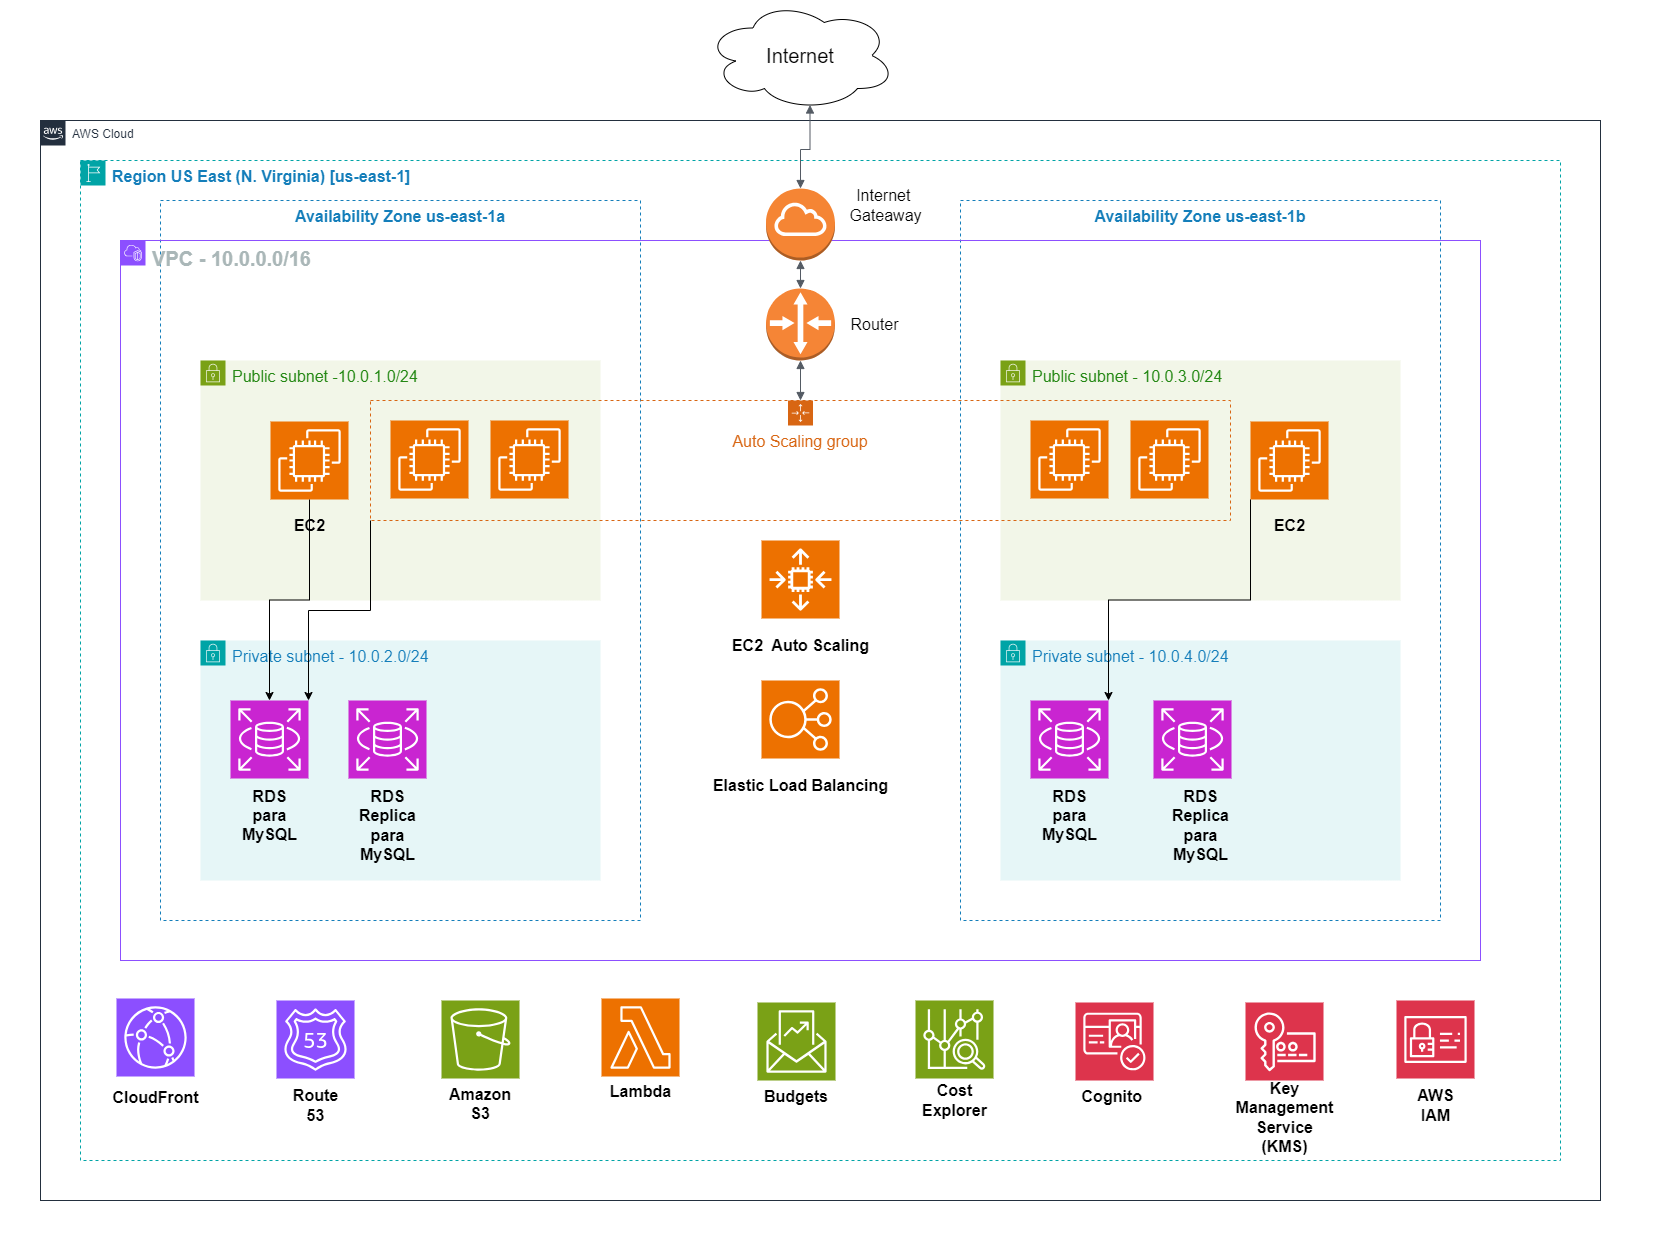 Internet
aws
AWS Cloud
Region US East (N. Virginia) [us-east-1]
Internet
Gateaway
Availability Zone us-east-1a
Availability Zone us-east-1b
VPC - 10.0.0.0/16
Router
Public subnet -10.0.1.0/24
Public subnet - 10.0.3.0/24
Auto Scaling group
EC2
EC2
EC2  Auto Scaling
Private subnet - 10.0.2.0/24
Private subnet - 10.0.4.0/24
Elastic Load Balancing
RDS
para
MySQL
RDS
Replica
para
MySQL
RDS
para
MySQL
RDS
Replica
para
MySQL
CloudFront
53
Route
53
Amazon
S3
Lambda
Budgets
Cost
Explorer
Cognito
Key
Management
Service
(KMS)
AWS
IAM